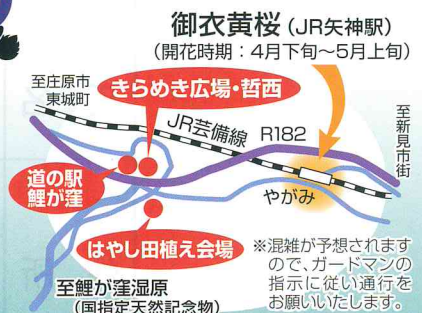 御衣黄桜(JR矢神駅)
(開花時期:4月下旬~5月上旬)
至庄原市
東城町
きらめき広場・哲西
JR芸備線
R182
至新見市街
道の駅
鯉が窪
やがみ
はやし田植え会場
※混雑が予想されます
ので、ガードマンの
指示に従い通行を
お願いいたします。
至鯉が窪湿原
(国指定天然記念物)